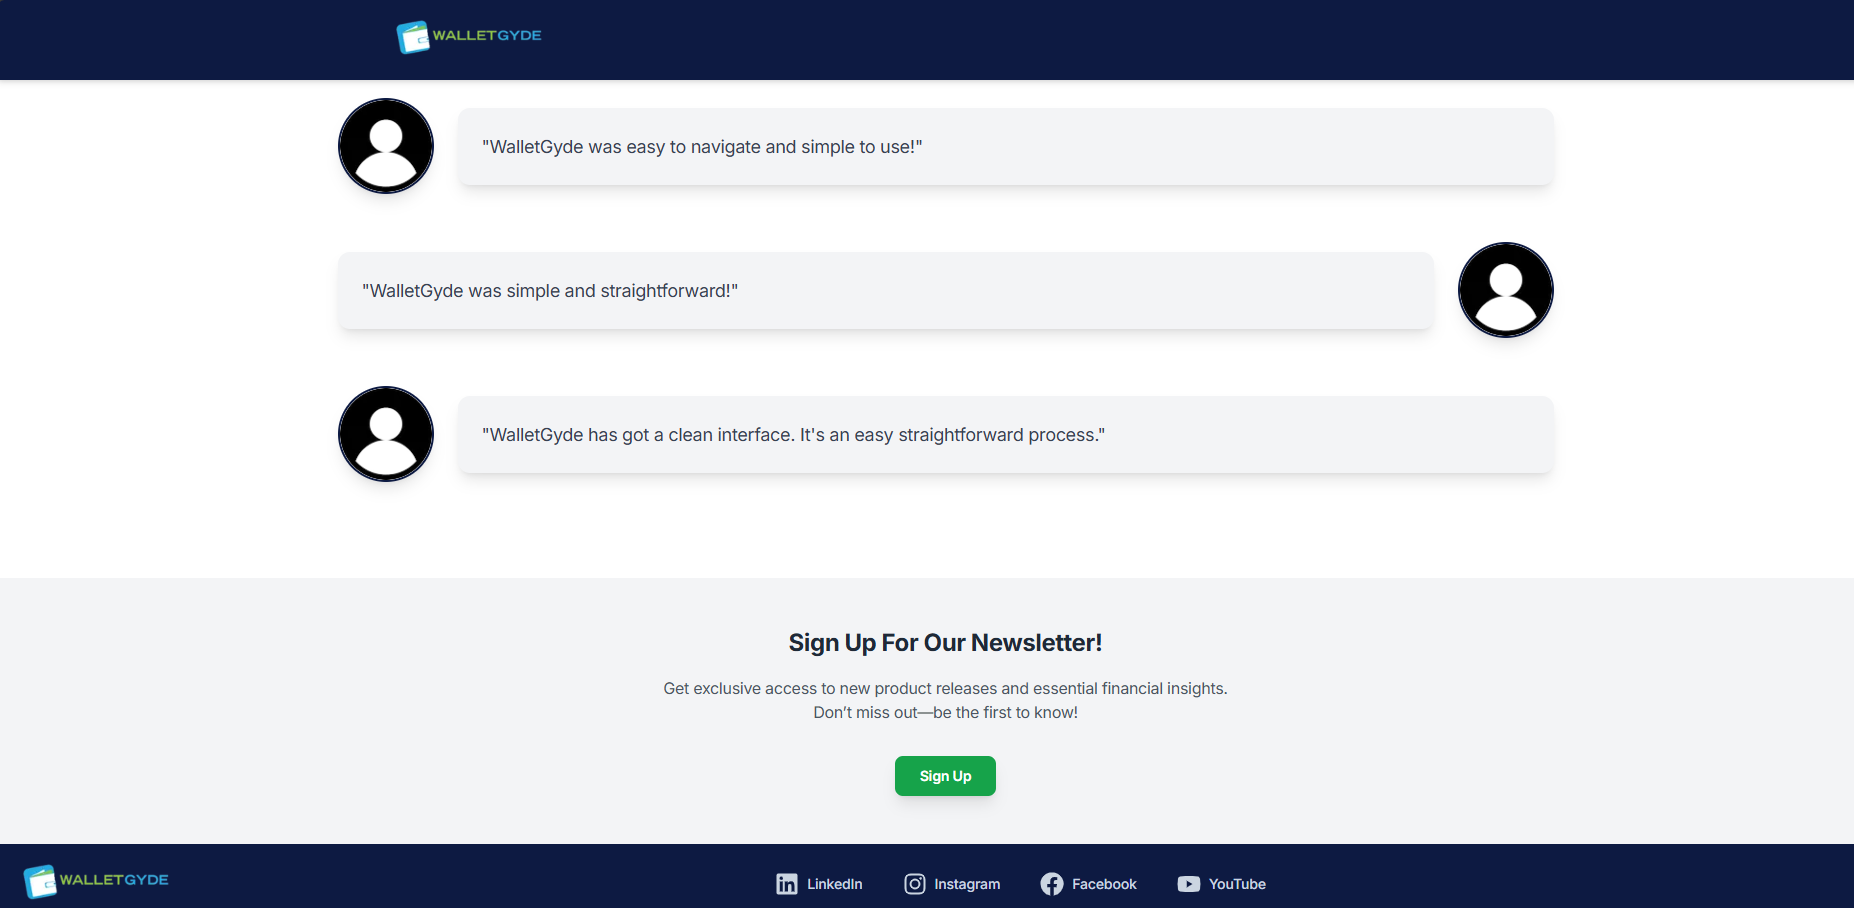 WALLETGYDE
"WalletGyde was easy to navigate and simple to use!"
"WalletGyde was simple and straightforward!"
"WalletGyde has got a clean interface. It's an easy straightforward process."
Sign Up For Our Newsletter!
Get exclusive access to new product releases and essential financial insights.
Don’t miss out—be the first to know!
Sign Up
WALLETGYDE
LinkedIn
Instagram
Facebook
YouTube